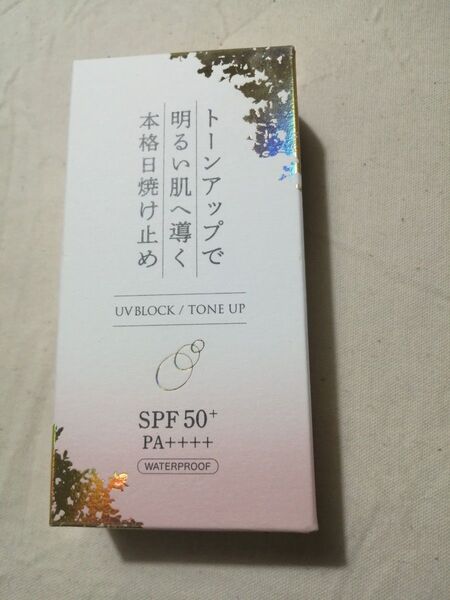 トーンアップで
明るい肌へ導く
本格日焼け止め
UVBLOCK / TONE UP
SPF 50+
PA++++
WATERPROOF